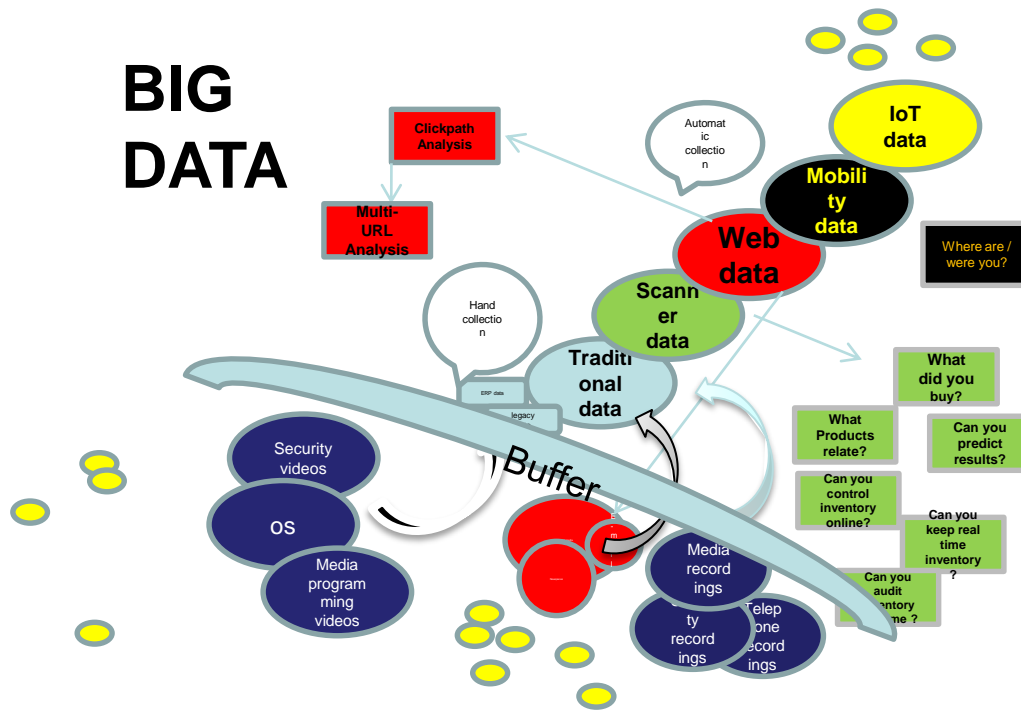 BIG
DATA
Clickpath
Analysis
Multi-
URL
Analysis
Automat
ic
collectio
n
IoT
data
Mobili
ty
data
Web
data
Scann
er
data
Traditi
onal
data
Where are /
were you?
Hand
collectio
n
ERP data
legacy
What
did you
buy?
What
Products
relate?
Can you
predict
results?
Can you
control
inventory
online?
Can you
keep real
time
inventory
?
Can you
audit
Security
videos
os
Media
program
ming
videos
Buffer
Media
record
ings
ty
record
ings
Telep
one
ecord
ings